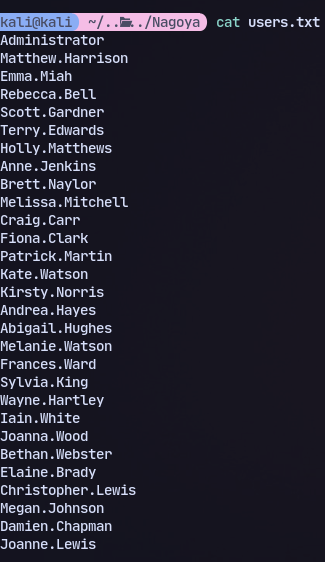 kali@kali ~/../../Nagoya cat users.txt
Administrator
Matthew.Harrison
Emma.Miah
Rebecca.Bell
Scott.Gardner
Terry.Edwards
Holly.Matthews
Anne.Jenkins
Brett.Naylor
Melissa.Mitchell
Craig.Carr
Fiona.Clark
Patrick.Martin
Kate.Watson
Kirsty.Norris
Andrea.Hayes
Abigail.Hughes
Melanie.Watson
Frances.Ward
Sylvia.King
Wayne.Hartley
Iain.White
Joanna.Wood
Bethan.Webster
Elaine.Brady
Christopher.Lewis
Megan.Johnson
Damien.Chapman
Joanne.Lewis